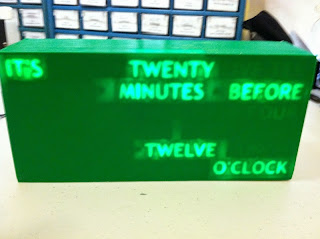 IT'S TWENTY
MINUTES BEFORE
TWELVE
O'CLOCK